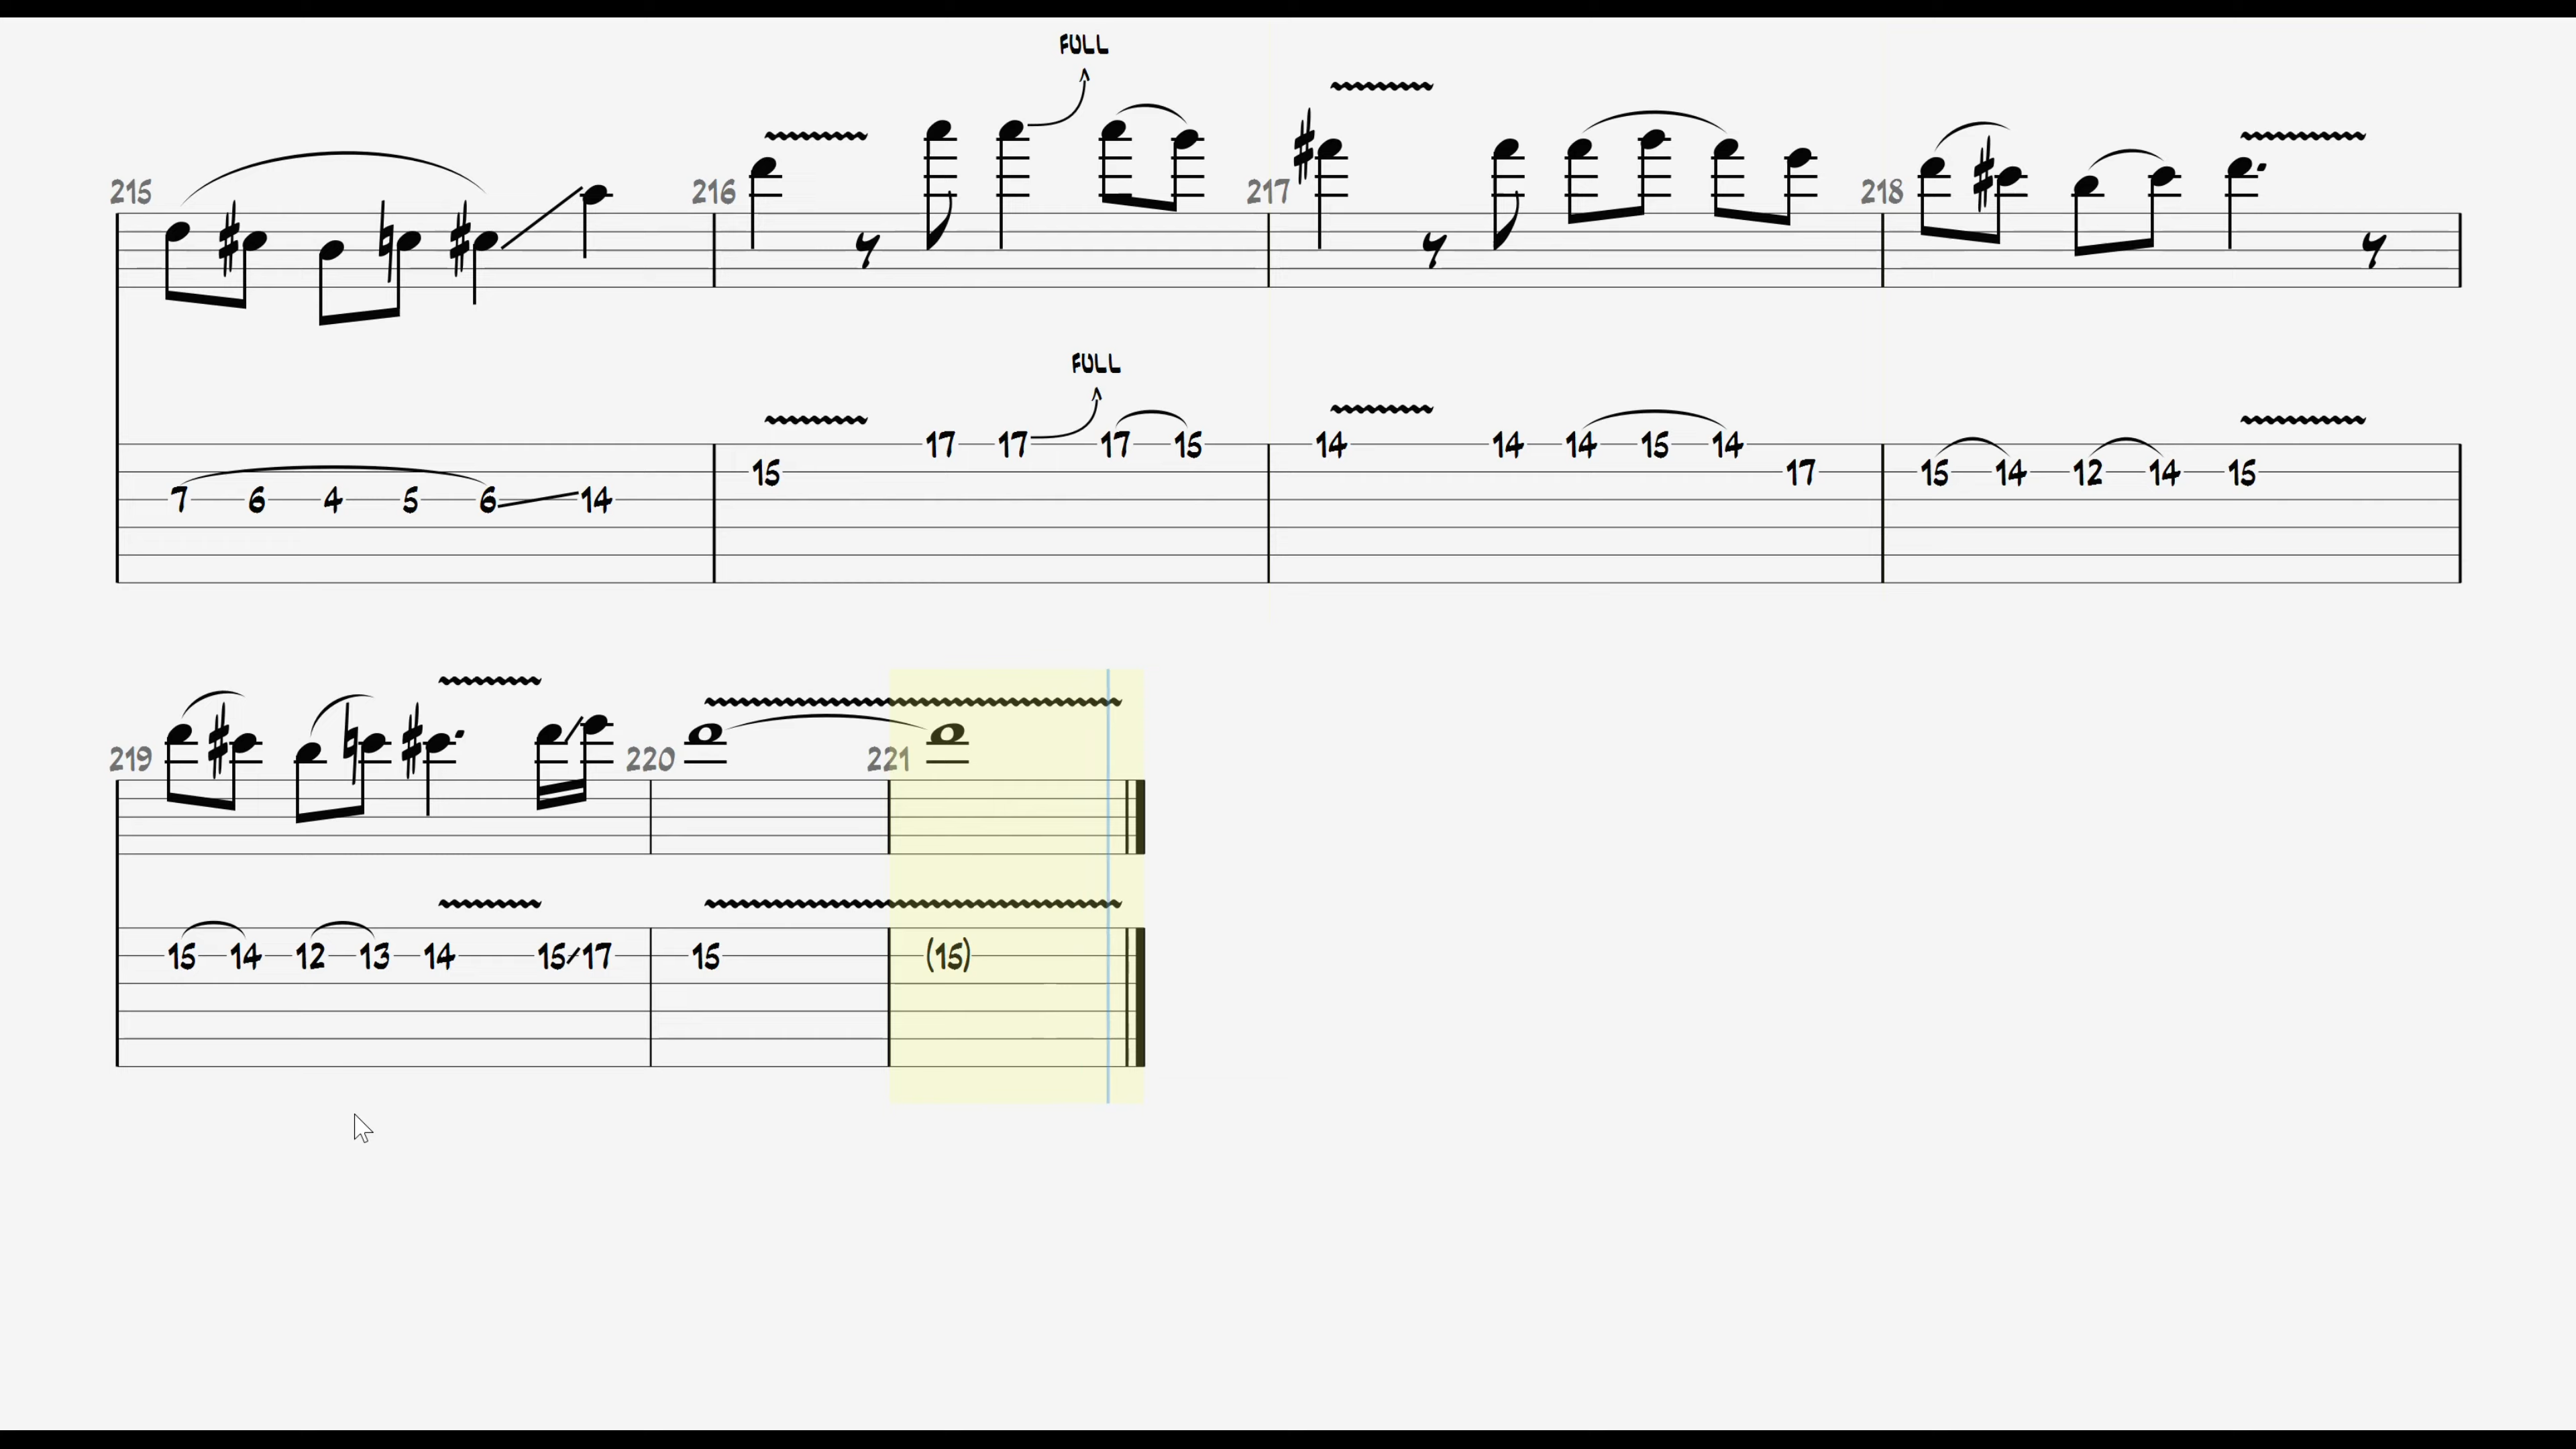 FULL
215 216 217 218
FULL
17 17 17 15 14 14 14 15 14
15 17 15 14 12 14 15
7 6 4 5 6 14
219 220 221
15 14 12 13 14 15 17 15 (15)